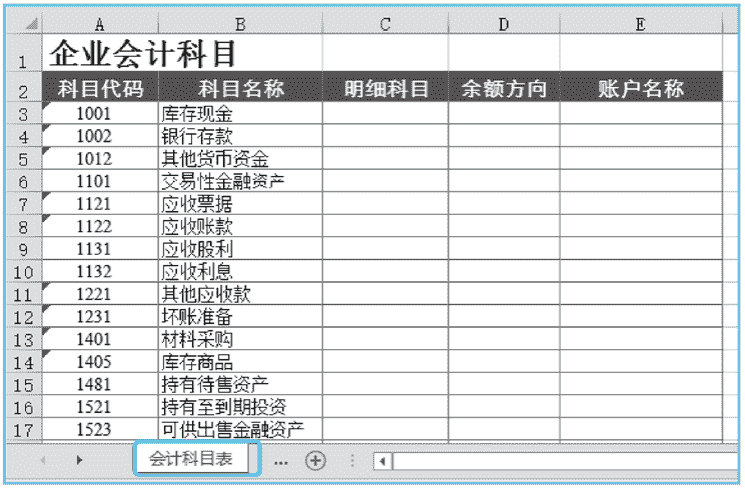 A B C D E
1 企业会计科目
2 科目代码 科目名称 明细科目 余额方向 账户名称
3 1001 库存现金
4 1002 银行存款
5 1012 其他货币资金
6 1101 交易性金融资产
7 1121 应收票据
8 1122 应收账款
9 1131 应收股利
10 1132 应收利息
11 1221 其他应收款
12 1231 坏账准备
13 1401 材料采购
14 1405 库存商品
15 1481 持有待售资产
16 1521 持有至到期投资
17 1523 可供出售金融资产
会计科目表 ...